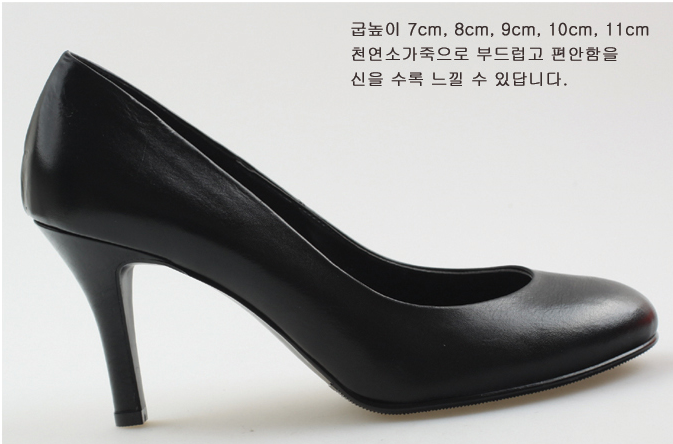 굽높이 7cm, 8cm, 9cm, 10cm, 11cm
천연소가죽으로 부드럽고 편안함을
신을 수록 느낄 수 있답니다.